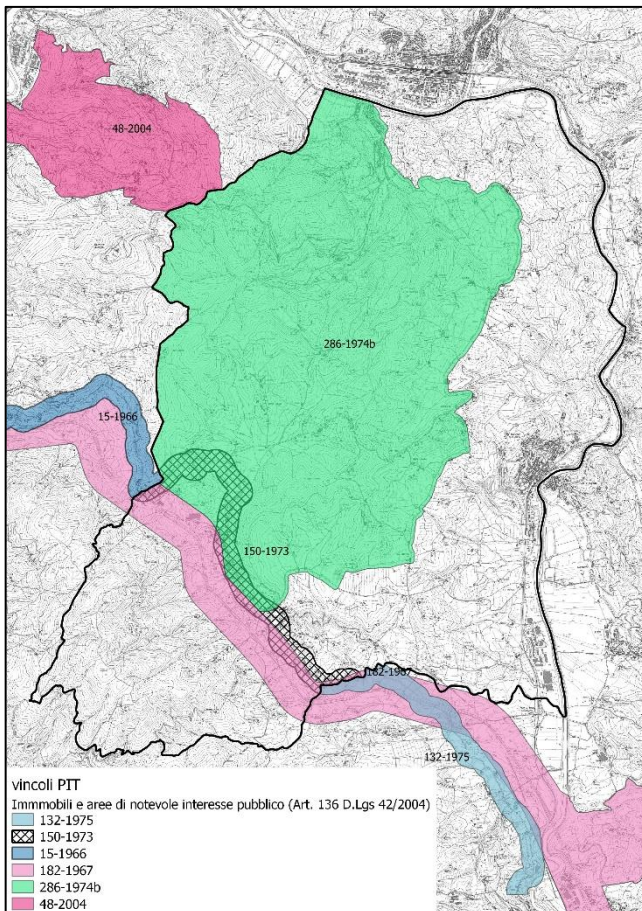 48-2004
286-1974b
15-1966
150-1973
182-1967
132-1975
vincoli PIT
Immmobili e aree di notevole interesse pubblico (Art. 136 D.Lgs 42/2004)
132-1975
150-1973
15-1966
182-1967
286-1974b
48-2004